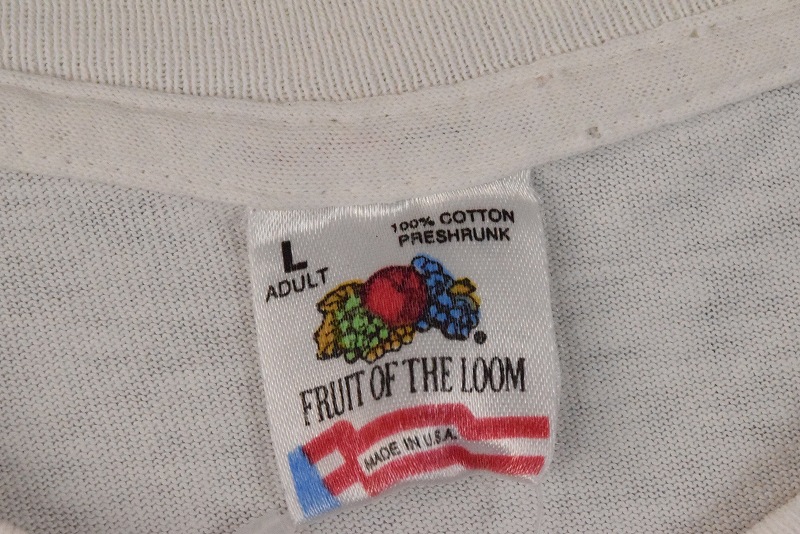 L
ADULT
100% COTTON
PRESHRUNK
FRUIT OF THE LOOM
MADE IN U.S.A.